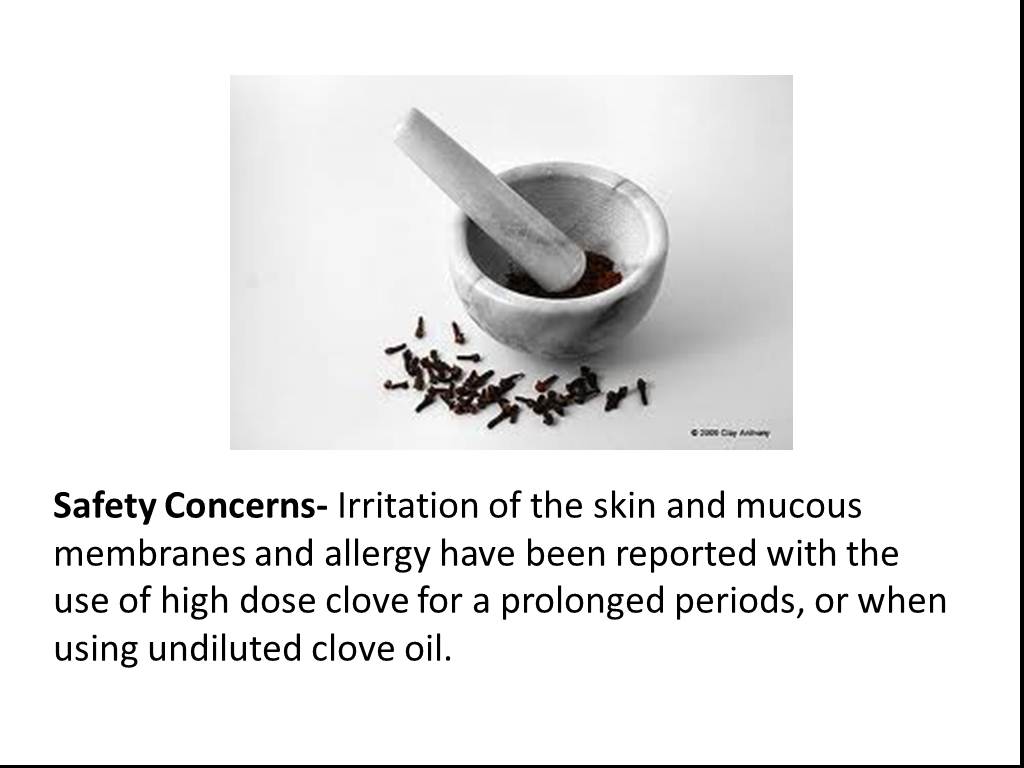 © 2009 Clay Anthony
Safety Concerns- Irritation of the skin and mucous
membranes and allergy have been reported with the
use of high dose clove for a prolonged periods, or when
using undiluted clove oil.